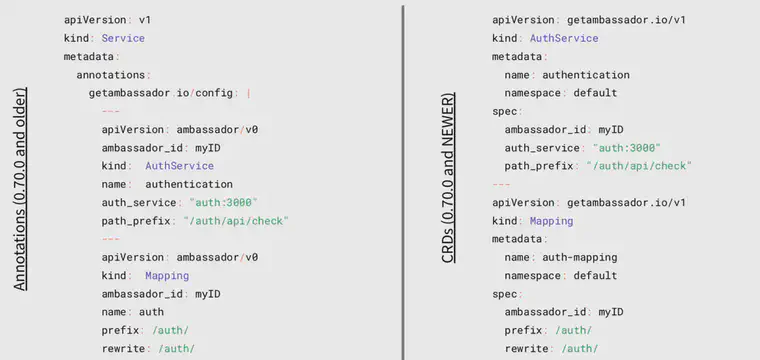 Annotations (0.70.0 and older)
apiVersion: v1
kind: Service
metadata:
annotations:
getambassador.io/config: |
---
apiVersion: ambassador/v0
ambassador_id: myID
kind: AuthService
name: authentication
auth_service: "auth:3000"
path_prefix: "/auth/api/check"
---
apiVersion: ambassador/v0
kind: Mapping
ambassador_id: myID
name: auth
prefix: /auth/
rewrite: /auth/
CRDs (0.70.0 and NEWER)
apiVersion: getambassador.io/v1
kind: AuthService
metadata:
name: authentication
namespace: default
spec:
ambassador_id: myID
auth_service: "auth:3000"
path_prefix: "/auth/api/check"
---
apiVersion: getambassador.io/v1
kind: Mapping
metadata:
name: auth-mapping
namespace: default
spec:
ambassador_id: myID
prefix: /auth/
rewrite: /auth/